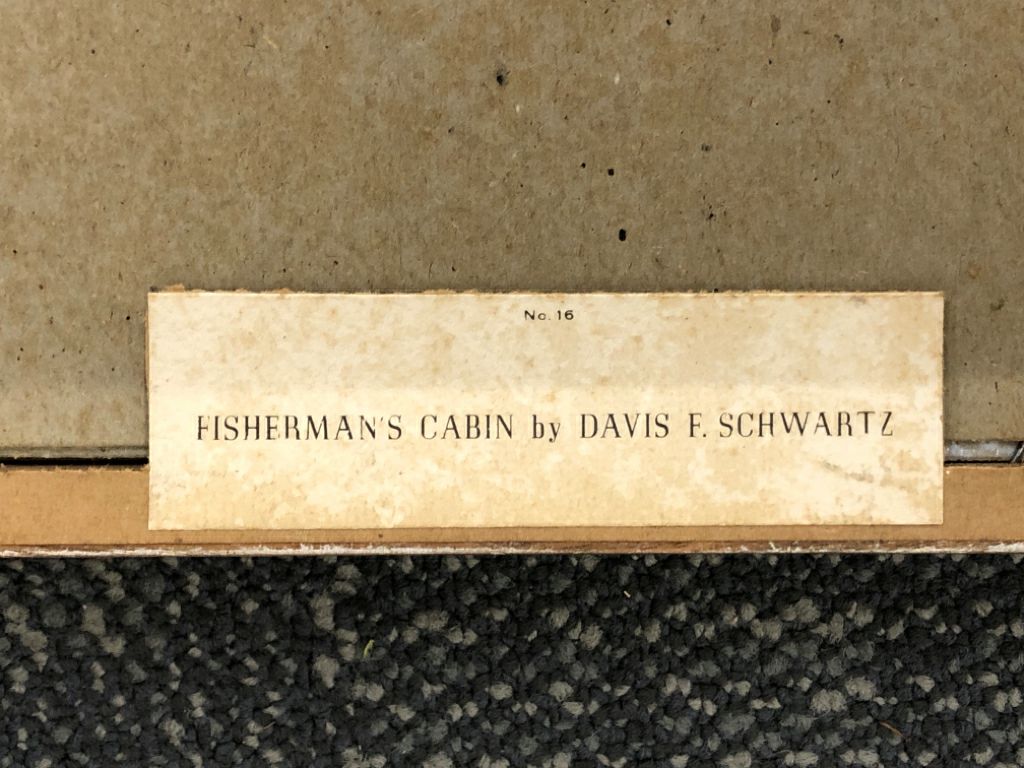 No. 16
FISHERMAN'S CABIN by DAVIS F. SCHWARTZ